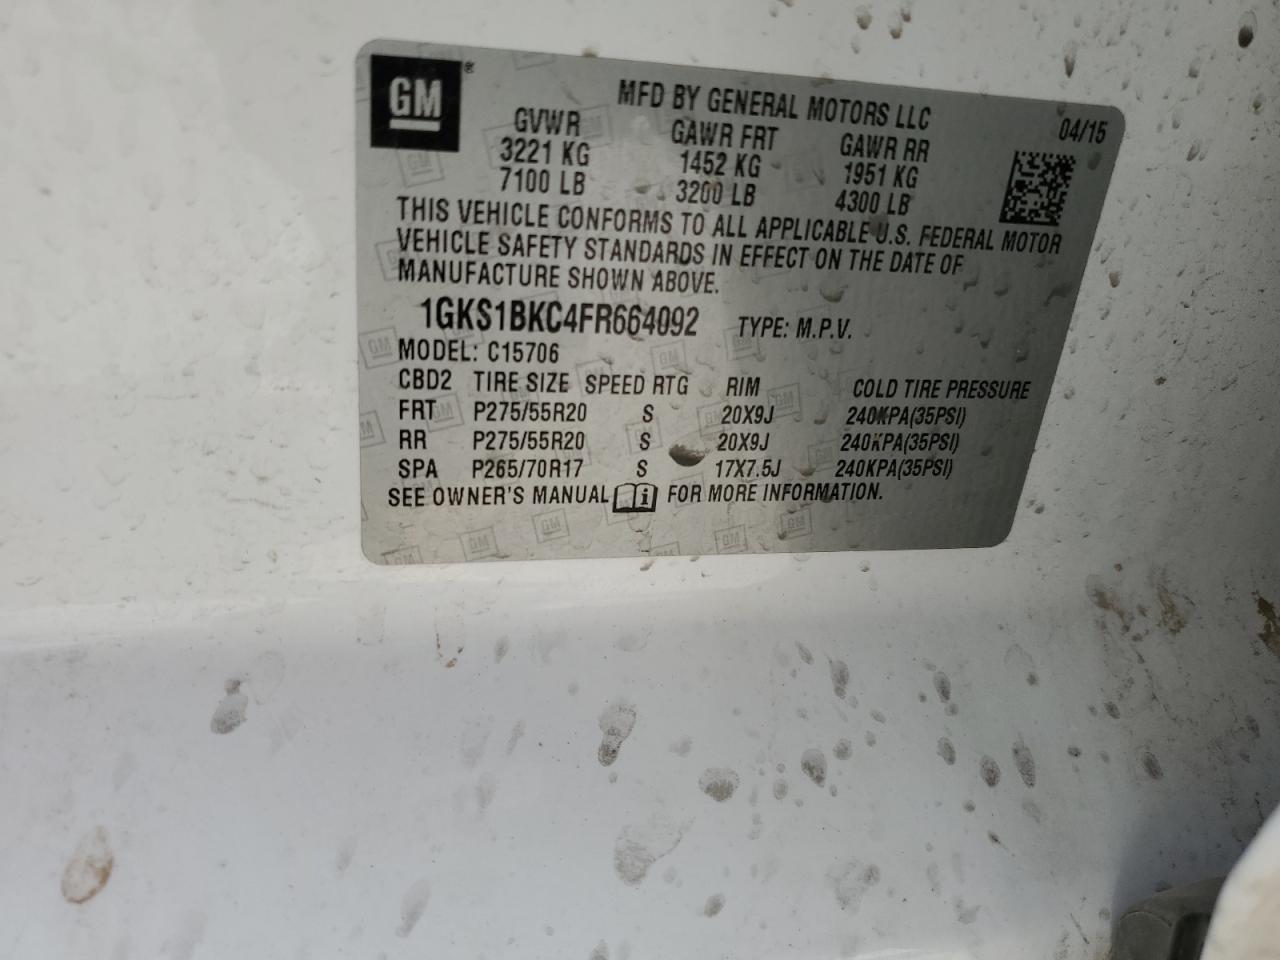 GM®
MFD BY GENERAL MOTORS LLC
04/15
GVWR GAWR FRT GAWR RR
3221 KG 1452 KG 1951 KG
7100 LB 3200 LB 4300 LB
THIS VEHICLE CONFORMS TO ALL APPLICABLE U.S. FEDERAL MOTOR
VEHICLE SAFETY STANDARDS IN EFFECT ON THE DATE OF
MANUFACTURE SHOWN ABOVE.
1GKS1BKC4FR664092 TYPE: M.P.V.
MODEL: C15706
CBD2 TIRE SIZE SPEED RTG RIM COLD TIRE PRESSURE
FRT P275/55R20 S 20X9J 240KPA(35PSI)
RR P275/55R20 S 20X9J 240KPA(35PSI)
SPA P265/70R17 S 17X7.5J 240KPA(35PSI)
SEE OWNER'S MANUAL i FOR MORE INFORMATION.